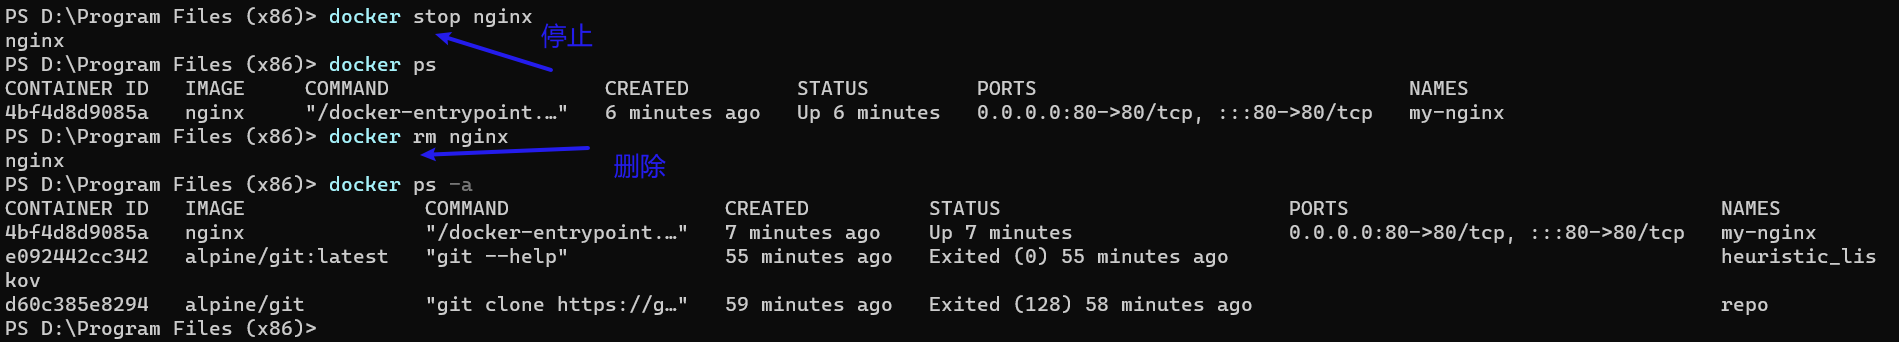 PS D:\Program Files (x86)> docker stop nginx
停止
nginx
PS D:\Program Files (x86)> docker ps
CONTAINER ID   IMAGE     COMMAND                  CREATED         STATUS         PORTS                               NAMES
4bf4d8d9085a   nginx     "/docker-entrypoint.…"   6 minutes ago   Up 6 minutes   0.0.0.0:80->80/tcp, :::80->80/tcp   my-nginx
PS D:\Program Files (x86)> docker rm nginx
nginx
删除
PS D:\Program Files (x86)> docker ps -a
CONTAINER ID   IMAGE               COMMAND                  CREATED          STATUS                        PORTS                               NAMES
4bf4d8d9085a   nginx               "/docker-entrypoint.…"   7 minutes ago    Up 7 minutes                  0.0.0.0:80->80/tcp, :::80->80/tcp   my-nginx
e092442cc342   alpine/git:latest   "git --help"             55 minutes ago   Exited (0) 55 minutes ago                                         heuristic_lis
kov
d60c385e8294   alpine/git          "git clone https://g…"   59 minutes ago   Exited (128) 58 minutes ago                                       repo
PS D:\Program Files (x86)>